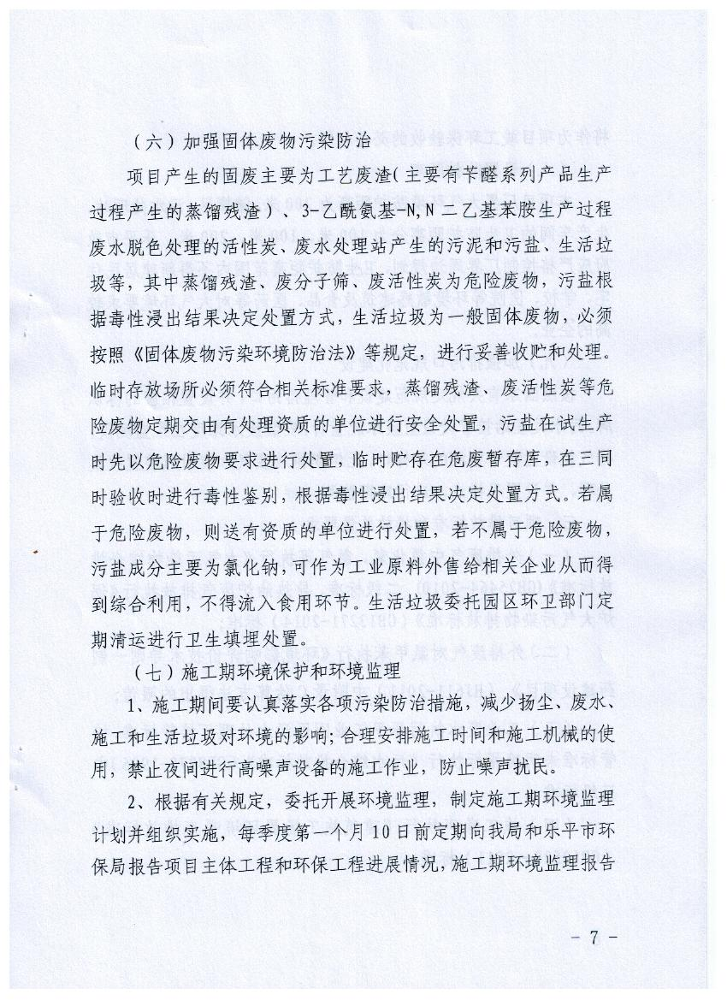 （六）加强固体废物污染防治
项目产生的固废主要为工艺废渣(主要有苄醛系列产品生产
过程产生的蒸馏残渣)、3-乙酰氨基-N,N二乙基苯胺生产过程
废水脱色处理的活性炭、废水处理站产生的污泥和污盐、生活垃
圾等，其中蒸馏残渣、废分子筛、废活性炭为危险废物，污盐根
据毒性浸出结果决定处置方式，生活垃圾为一般固体废物，必须
按照《固体废物污染环境防治法》等规定，进行妥善收贮和处理。
临时存放场所必须符合相关标准要求，蒸馏残渣、废活性炭等危
险废物定期交由有处理资质的单位进行安全处置，污盐在试生产
时先以危险废物要求进行处置，临时贮存在危废暂存库，在三同
时验收时进行毒性鉴别，根据毒性浸出结果决定处置方式。若属
于危险废物，则送有资质的单位进行处置，若不属于危险废物，
污盐成分主要为氯化钠，可作为工业原料外售给相关企业从而得
到综合利用，不得流入食用环节。生活垃圾委托园区环卫部门定
期清运进行卫生填埋处置。
（七）施工期环境保护和环境监理
1、施工期间要认真落实各项污染防治措施，减少扬尘、废水、
施工和生活垃圾对环境的影响；合理安排施工时间和施工机械的使
用，禁止夜间进行高噪声设备的施工作业，防止噪声扰民。
2、根据有关规定，委托开展环境监理，制定施工期环境监理
计划并组织实施，每季度第一个月10日前定期向我局和乐平市环
保局报告项目主体工程和环保工程进展情况，施工期环境监理报告
- 7 -